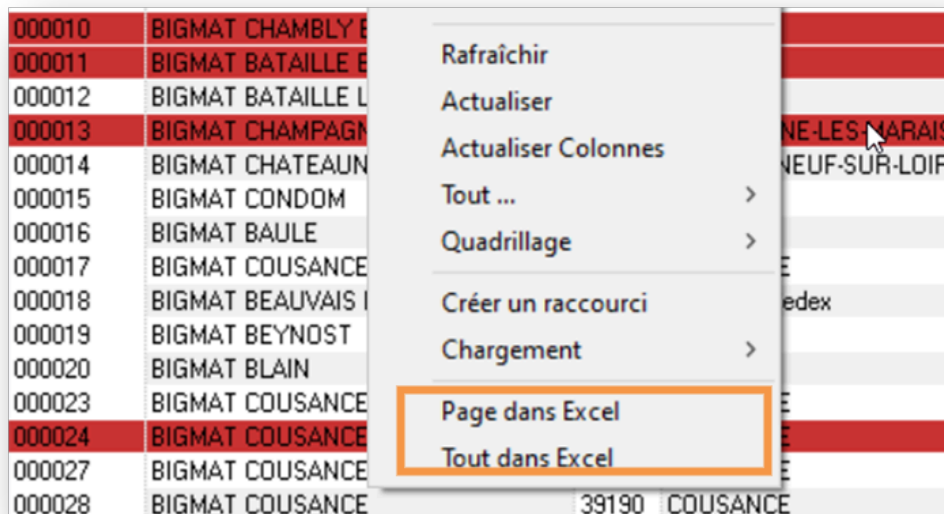 000010 BIGMAT CHAMBLY
000011 BIGMAT BATAILLE
000012 BIGMAT BATAILLE
000013 BIGMAT CHAMPAGN NE-LES-MARAIS
000014 BIGMAT CHATEAUN NEUF-SUR-LOIR
000015 BIGMAT CONDOM
000016 BIGMAT BAULE
000017 BIGMAT COUSANCE E
000018 BIGMAT BEAUVAIS edex
000019 BIGMAT BEYNOST
000020 BIGMAT BLAIN
000023 BIGMAT COUSANCE E
000024 BIGMAT COUSANCE E
000027 BIGMAT COUSANCE E
000028 BIGMAT COUSANCE 39190 COUSANCE
Rafraîchir
Actualiser
Actualiser Colonnes
Tout ...
Quadrillage
Créer un raccourci
Chargement
Page dans Excel
Tout dans Excel